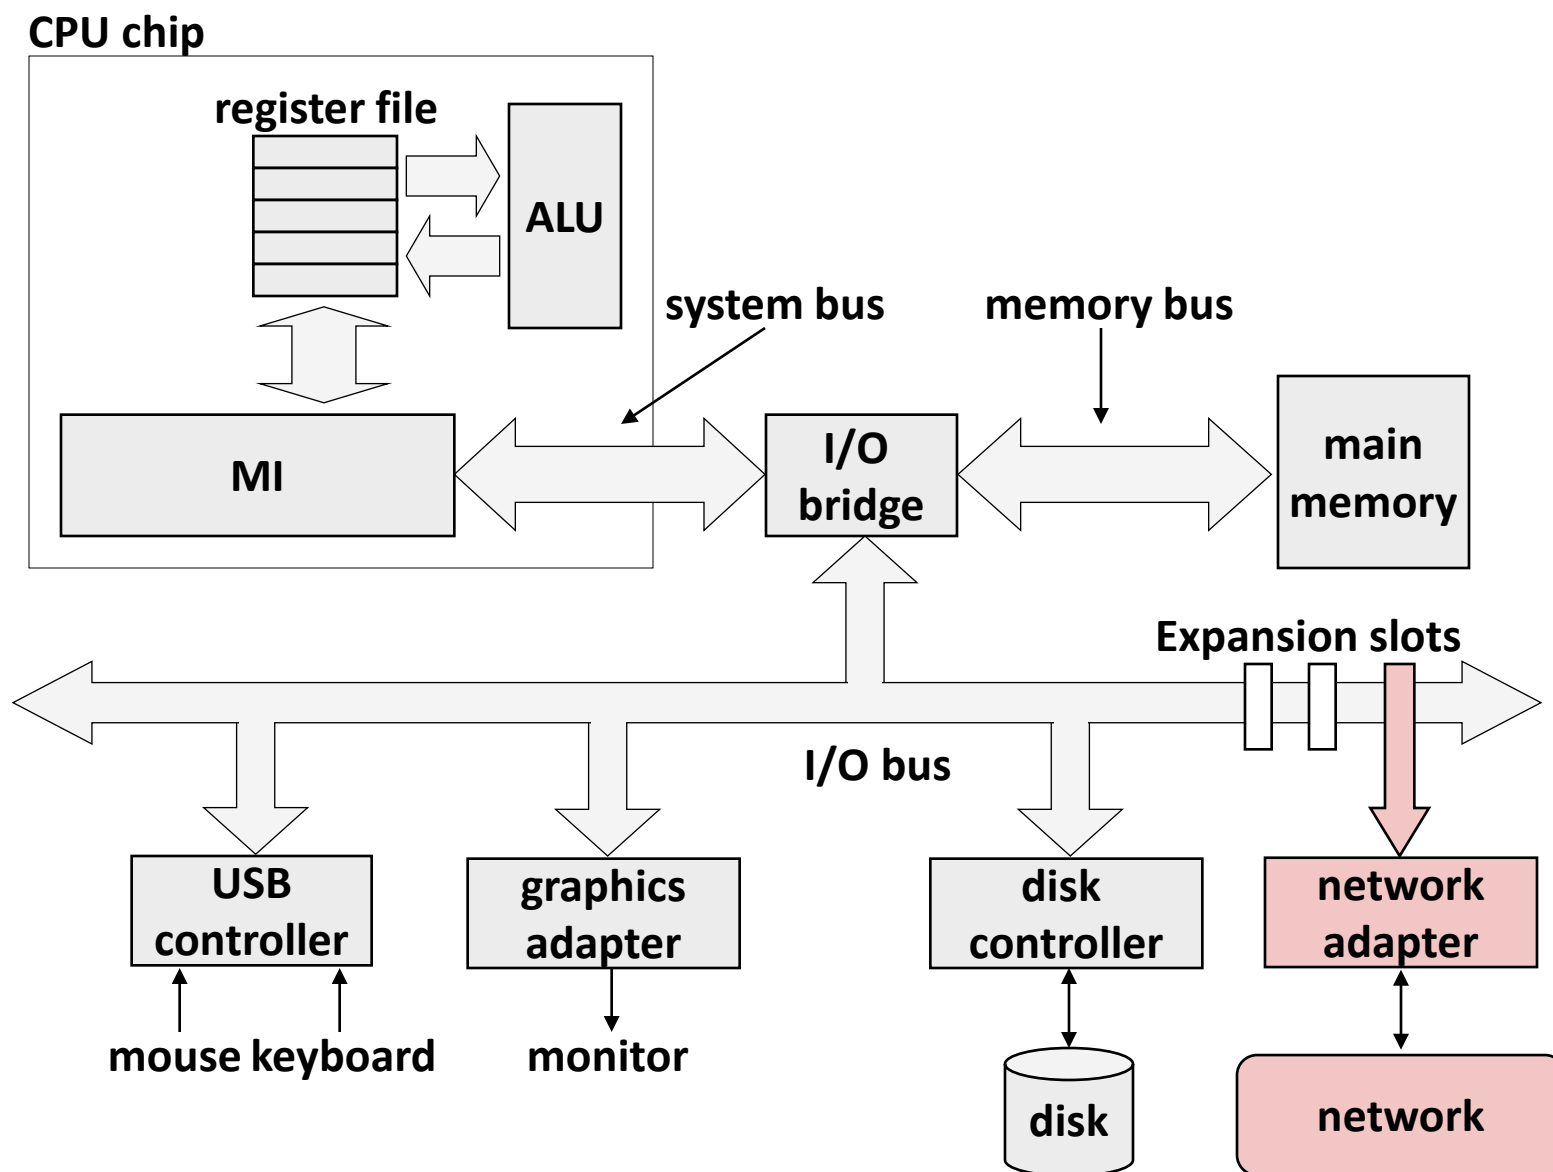 CPU chip
register file
ALU
system bus
memory bus
MI
I/O
bridge
main
memory
Expansion slots
I/O bus
USB
controller
graphics
adapter
disk
controller
network
adapter
mouse keyboard
monitor
disk
network